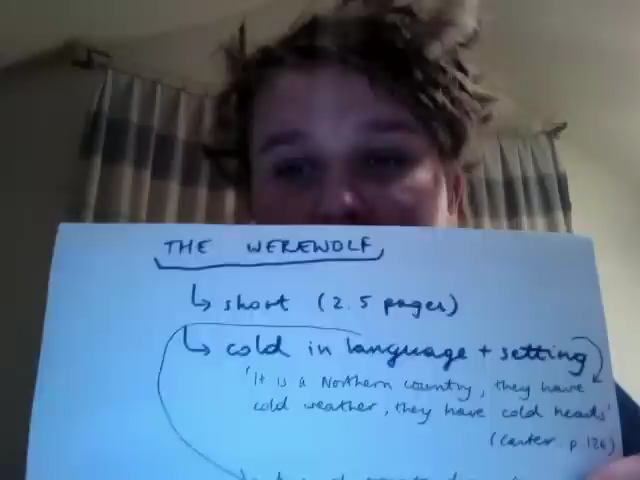 THE WEREWOLF
↳ short (2.5 pages)
↳ cold in language + setting
'It is a Northern country, they have
cold weather, they have cold hearts'
(Carter p.126)